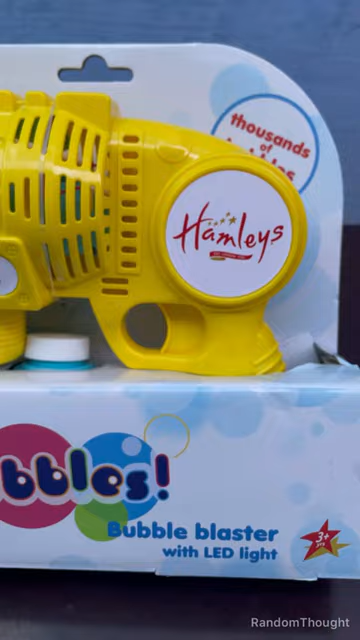 thousands
of
Hamleys
bbles!
Bubble blaster
with LED light
3+
RandomThought